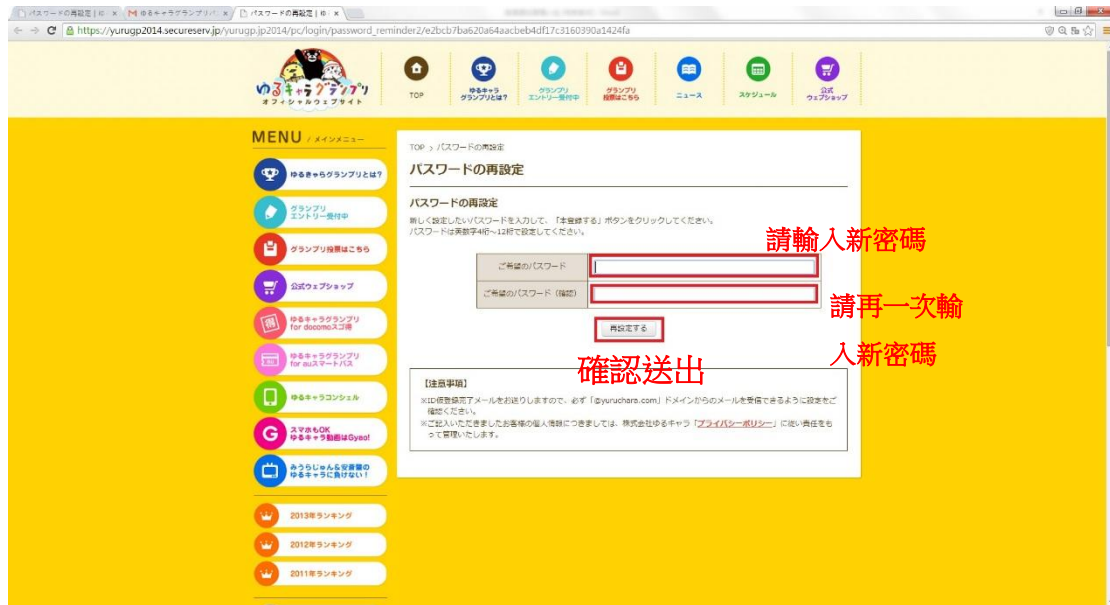 パスワードの再設定 | ゆ
ゆるキャラグランプリ
パスワードの再設定 | ゆ
https://yurugp2014.secureserv.jp/yurugp.jp2014/pc/login/password_reminder2/e2bcb7ba620a64aacbeb4df17c3160390a1424fa
ゆるキャラグランプリ
オフィシャルウェブサイト
TOP
ゆるキャラ
グランプリとは?
グランプリ
エントリー受付中
グランプリ
投票はこちら
ニュース
スケジュール
公式
ウェブショップ
MENU / メインメニュー
ゆるきゃらグランプリとは?
グランプリ
エントリー受付中
グランプリ投票はこちら
公式ウェブショップ
得
ゆるキャラグランプリ
for docomoスゴ得
ゆるキャラグランプリ
for auスマートパス
ゆるキャラコンシェル
G
スマホもOK
ゆるキャラ動画はGyao!
みうらじゅん&安齋肇の
ゆるキャラに負けない!
2013年ランキング
2012年ランキング
2011年ランキング
TOP > パスワードの再設定
パスワードの再設定
パスワードの再設定
新しく設定したいパスワードを入力して、「本登録する」ボタンをクリックしてください。
パスワードは英数字4桁~12桁で設定してください。
請輸入新密碼
ご希望のパスワード
ご希望のパスワード(確認)
請再一次輸
入新密碼
再設定する
確認送出
【注意事項】
※ID仮登録完了メールをお送りしますので、必ず「@yuruchara.com」ドメインからのメールを受信できるように設定をご
確認ください。
※ご記入いただきましたお客様の個人情報につきましては、株式会社ゆるキャラ「プライバシーポリシー」に従い責任をも
って管理いたします。